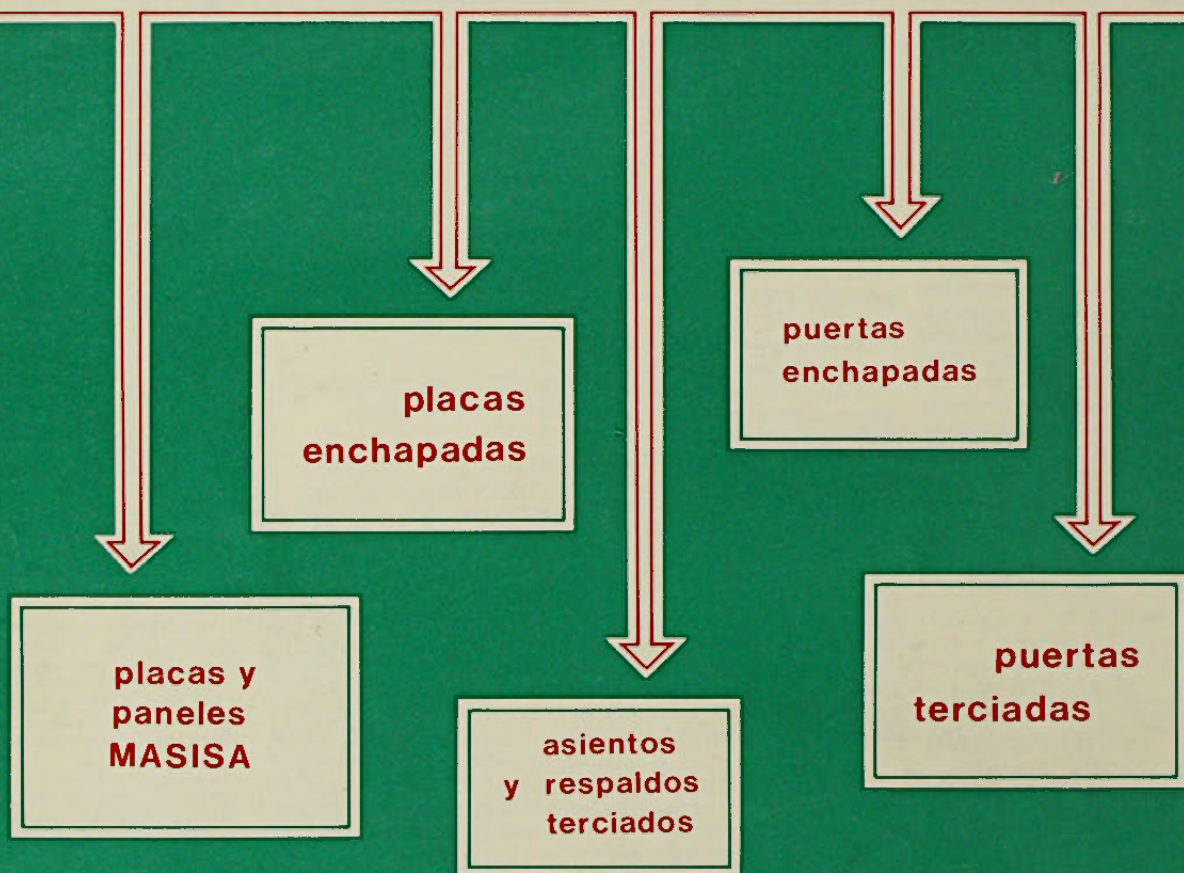 placas y
paneles
MASISA
placas
enchapadas
asientos
y respaldos
terciados
puertas
enchapadas
puertas
terciadas